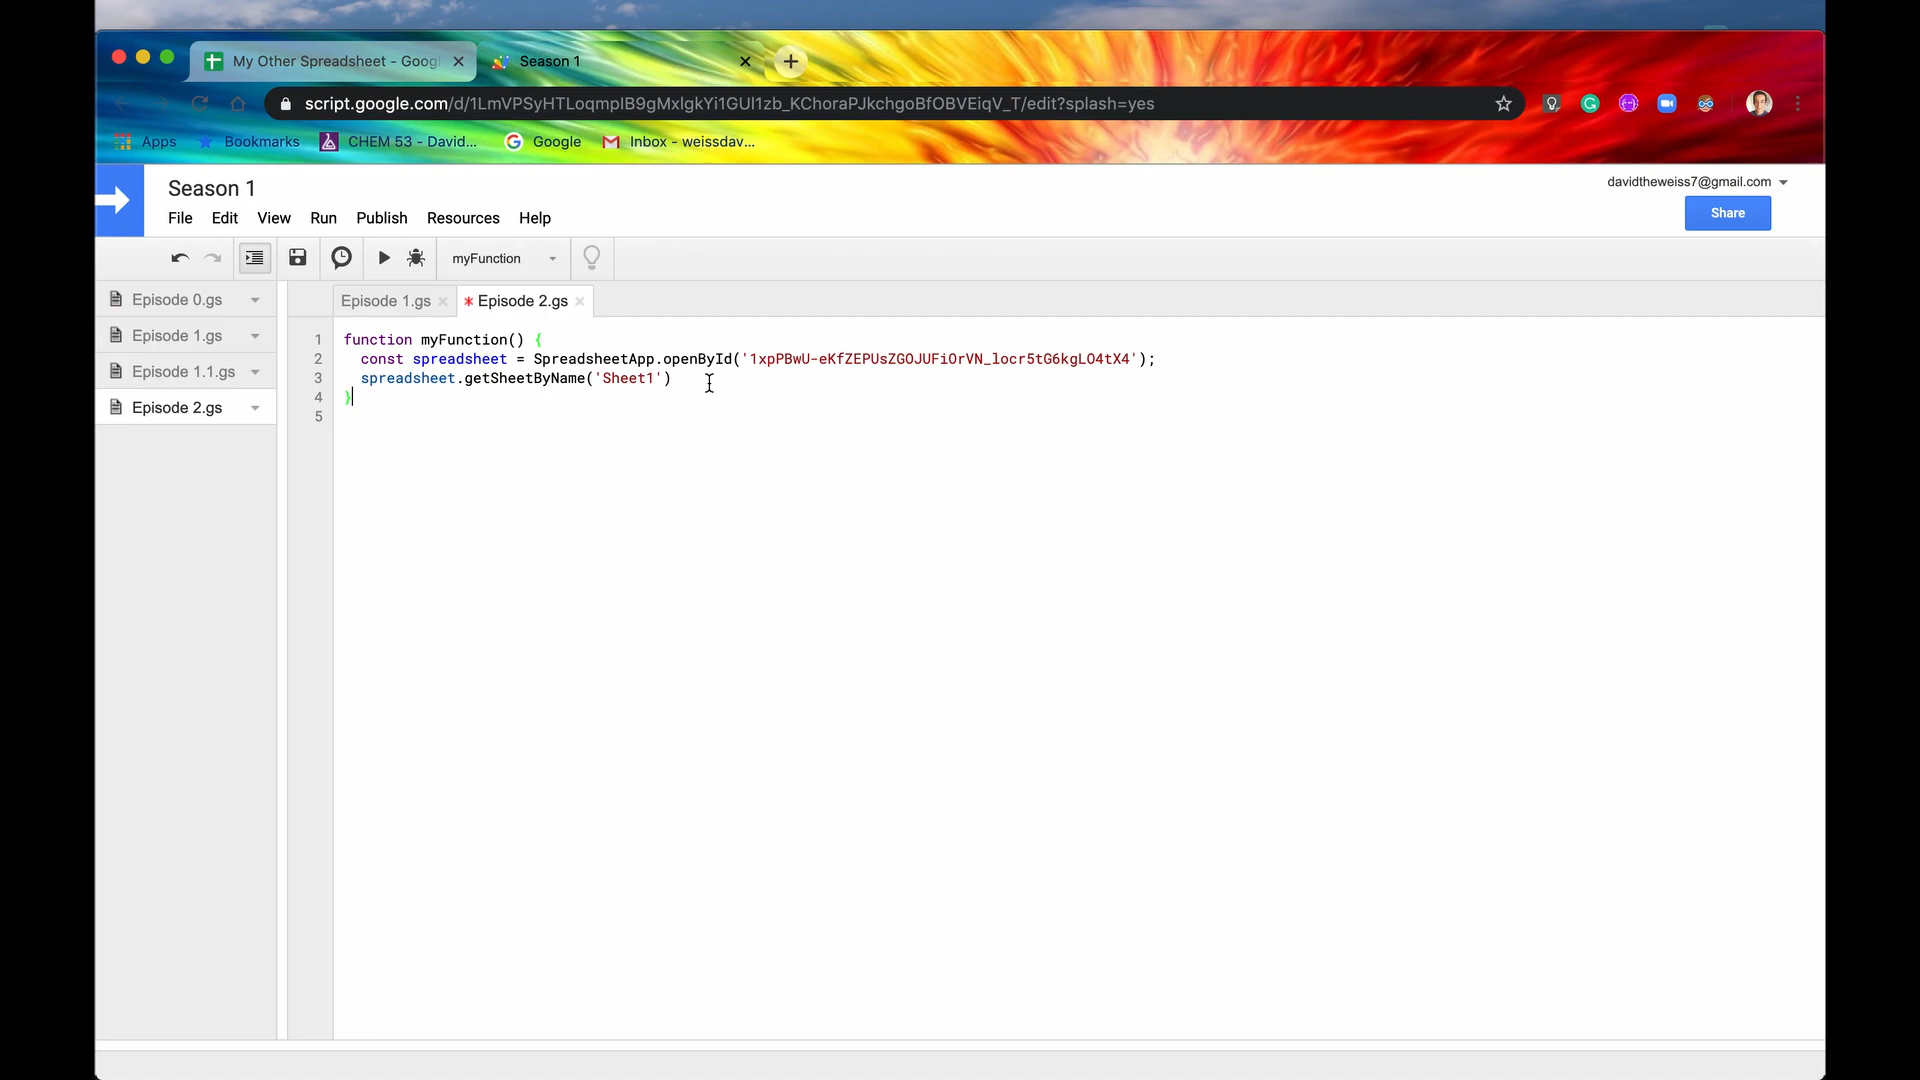 My Other Spreadsheet - Goog
Season 1
script.google.com/d/1LmVPSyHTLoqmpIB9gMxlgkYi1GUl1zb_KChoraPJkchgoBfOBVEiqV_T/edit?splash=yes
Apps
Bookmarks
CHEM 53 - David...
Google
Inbox - weissdav...
Season 1
davidtheweiss7@gmail.com
File Edit View Run Publish Resources Help
Share
myFunction
Episode 0.gs
Episode 1.gs
Episode 1.1.gs
Episode 2.gs
Episode 1.gs
* Episode 2.gs
1 function myFunction() {
2 const spreadsheet = SpreadsheetApp.openById('1xpPBwU-eKfZEPUsZGOJUFiOrVN_locr5tG6kgLO4tX4');
3 spreadsheet.getSheetByName('Sheet1')
4 }
5